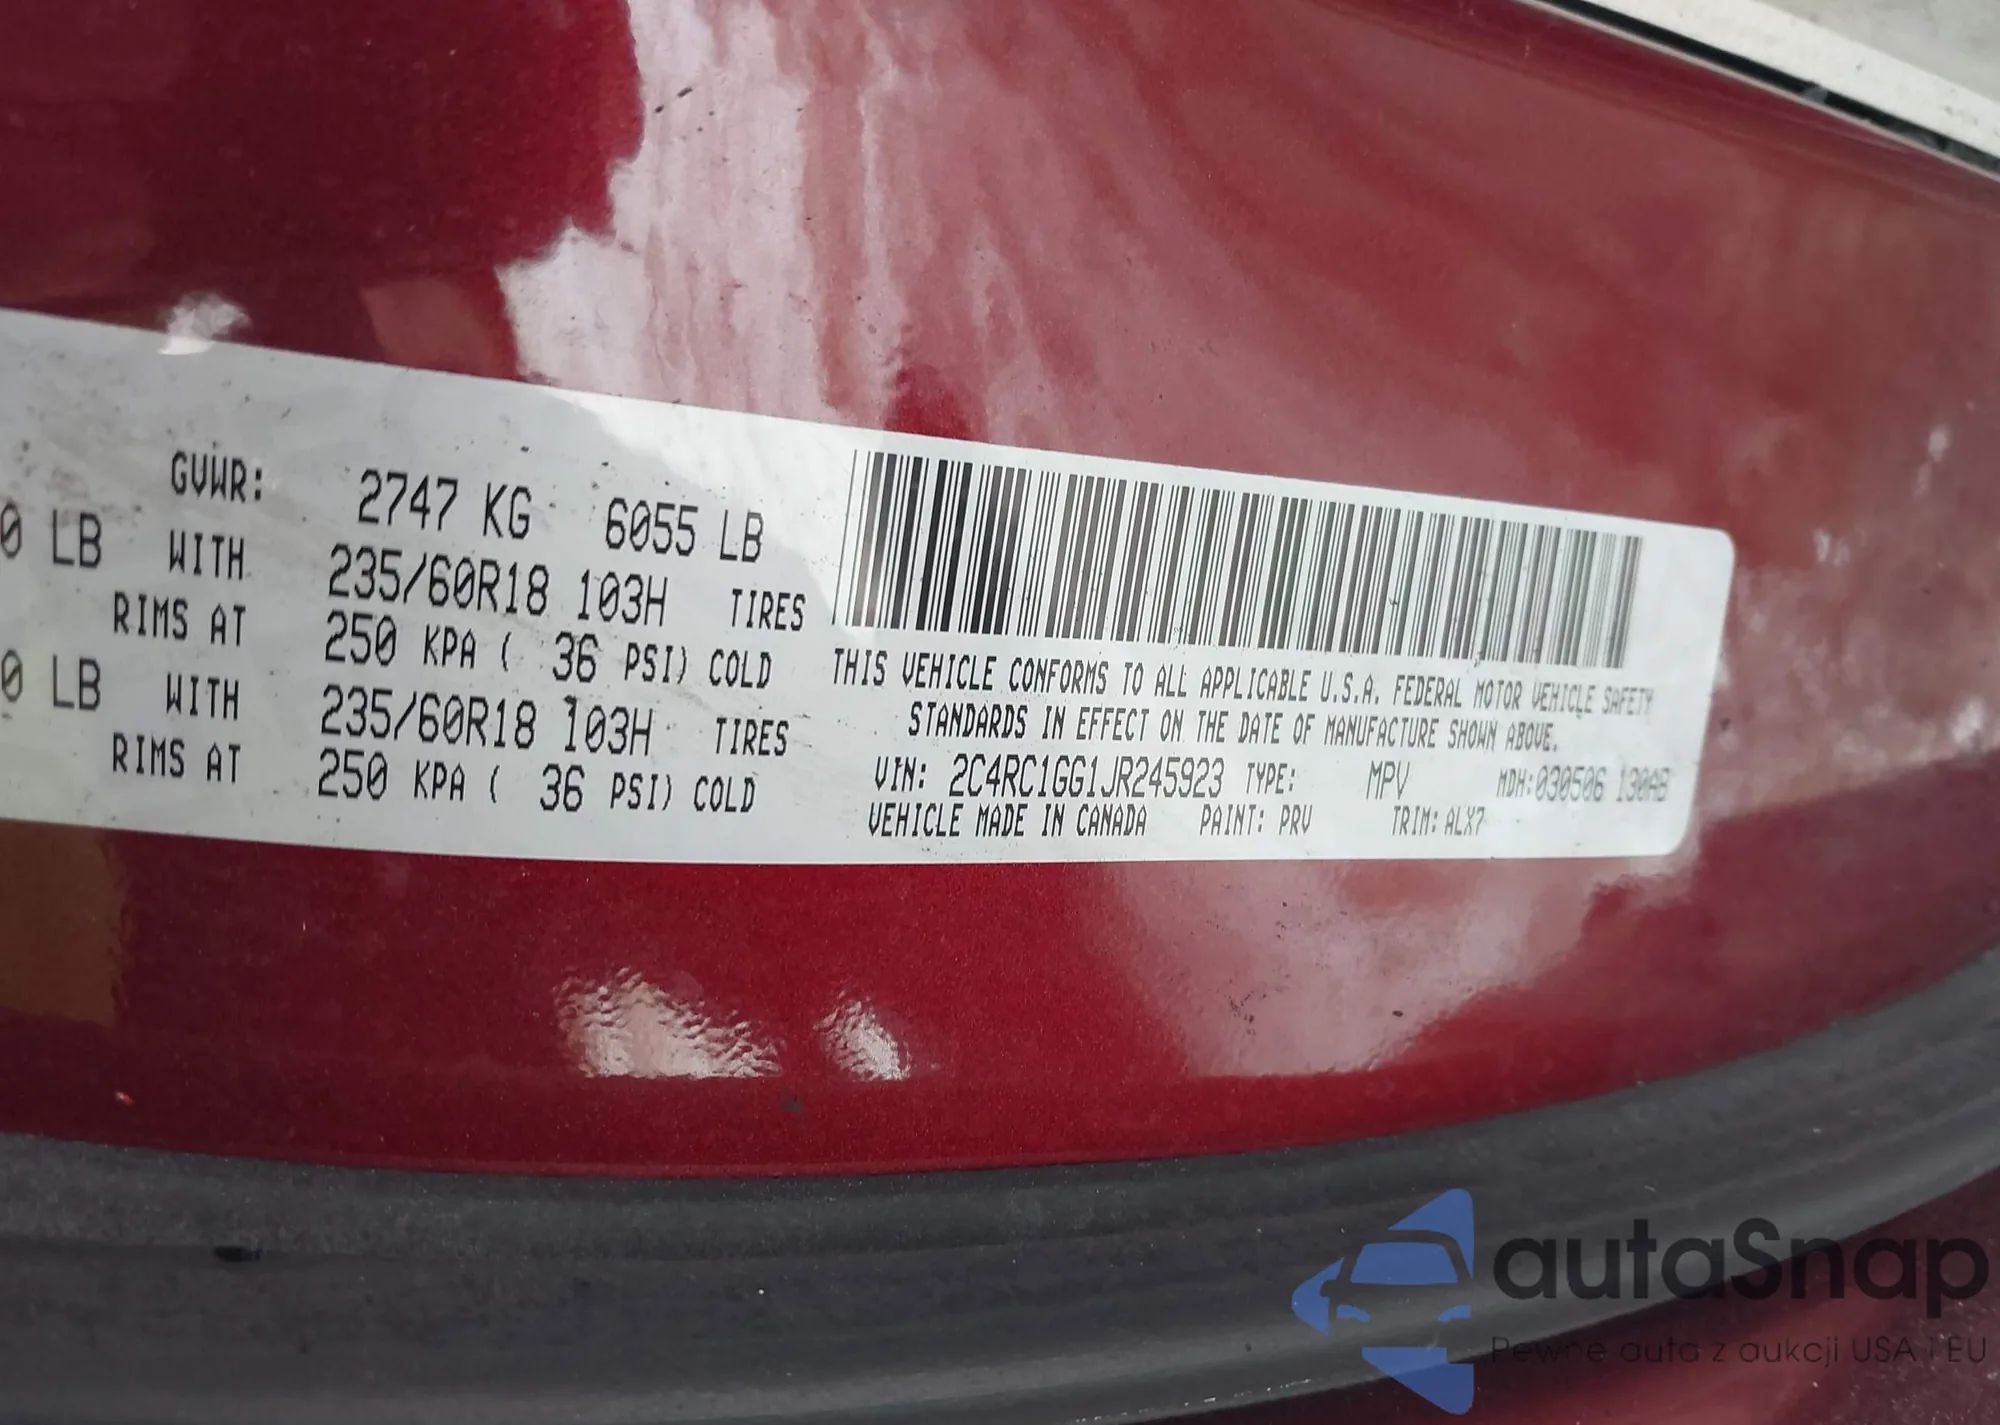 GVWR: 2747 KG 6055 LB
0 LB WITH 235/60R18 103H TIRES
RIMS AT 250 KPA ( 36 PSI) COLD
0 LB WITH 235/60R18 103H TIRES
RIMS AT 250 KPA ( 36 PSI) COLD
THIS VEHICLE CONFORMS TO ALL APPLICABLE U.S.A. FEDERAL MOTOR VEHICLE SAFETY
STANDARDS IN EFFECT ON THE DATE OF MANUFACTURE SHOWN ABOVE.
VIN: 2C4RC1GG1JR245923 TYPE: MPV MDH: 030506 130AB
VEHICLE MADE IN CANADA PAINT: PRV TRIM: ALX7
autaSnap
Pewne auta z aukcji USA i EU